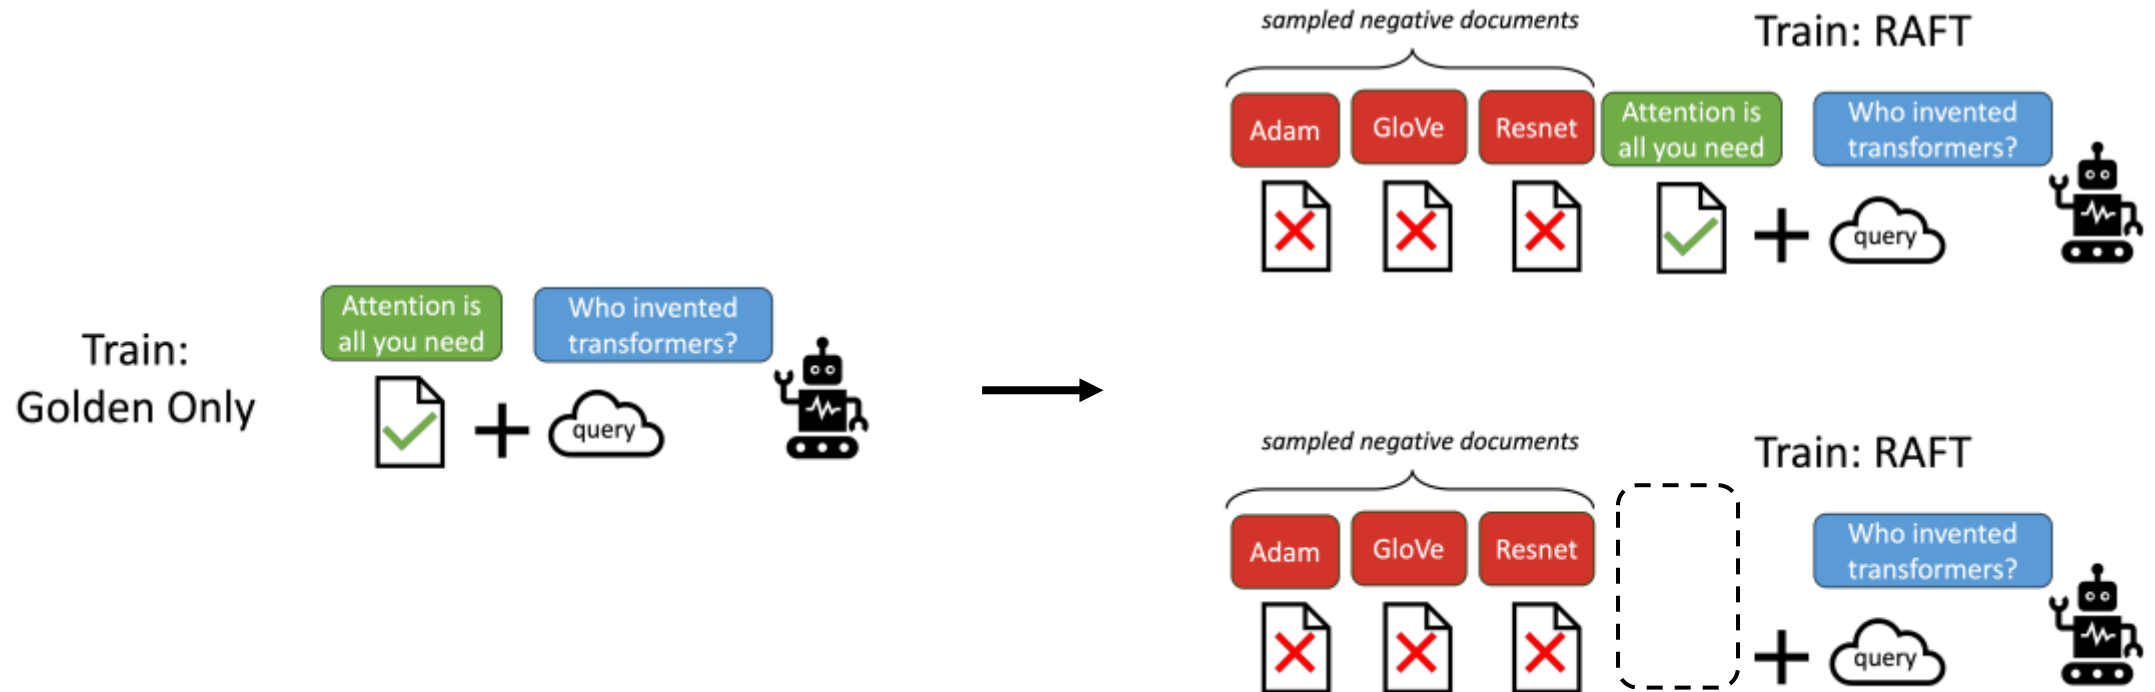 Train:
Golden Only
Attention is
all you need
Who invented
transformers?
query
sampled negative documents
Train: RAFT
Adam
GloVe
Resnet
Attention is
all you need
Who invented
transformers?
query
sampled negative documents
Train: RAFT
Adam
GloVe
Resnet
Who invented
transformers?
query